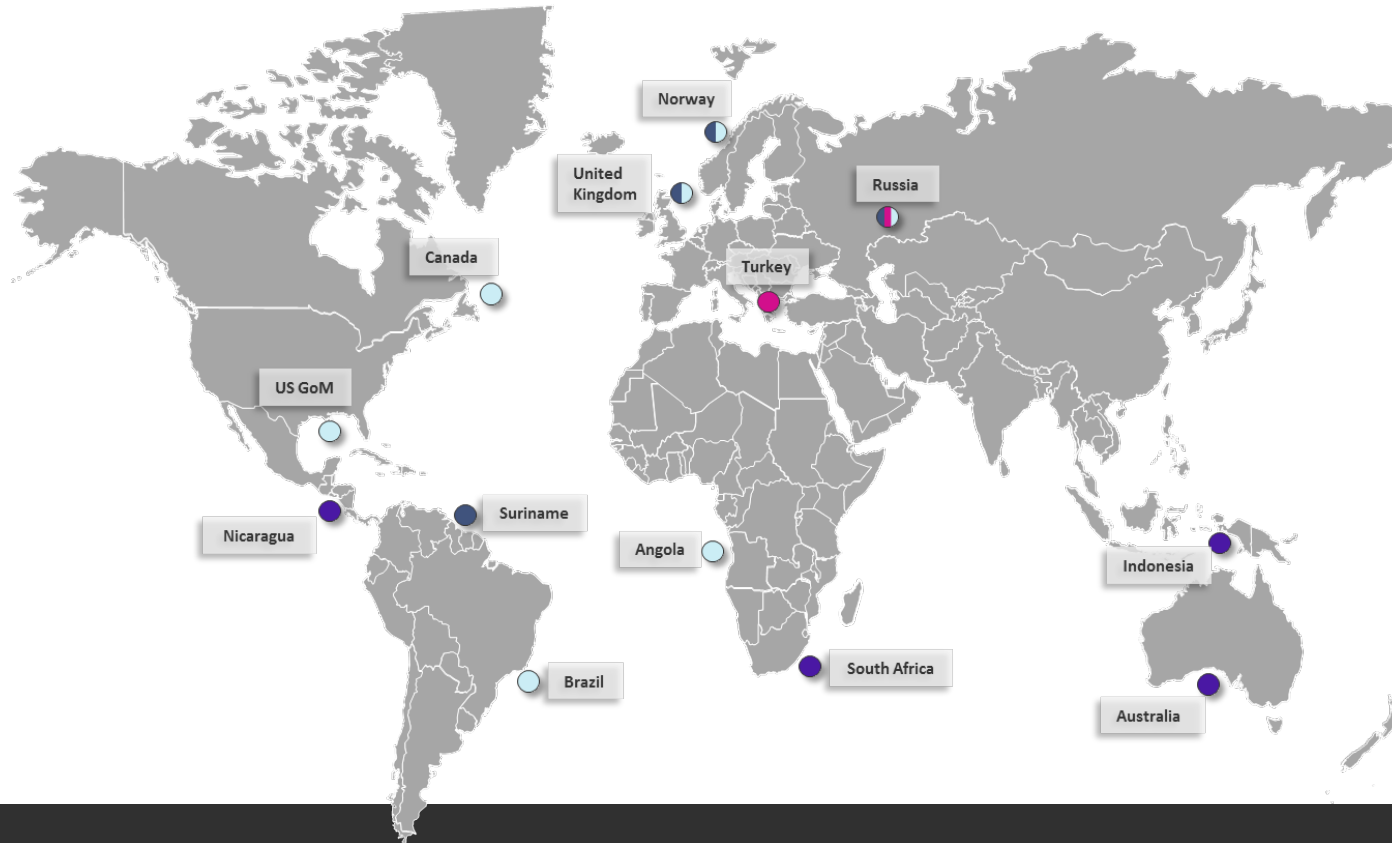 Norway
United
Kingdom
Russia
Canada
Turkey
US GoM
Suriname
Nicaragua
Angola
Indonesia
South Africa
Brazil
Australia